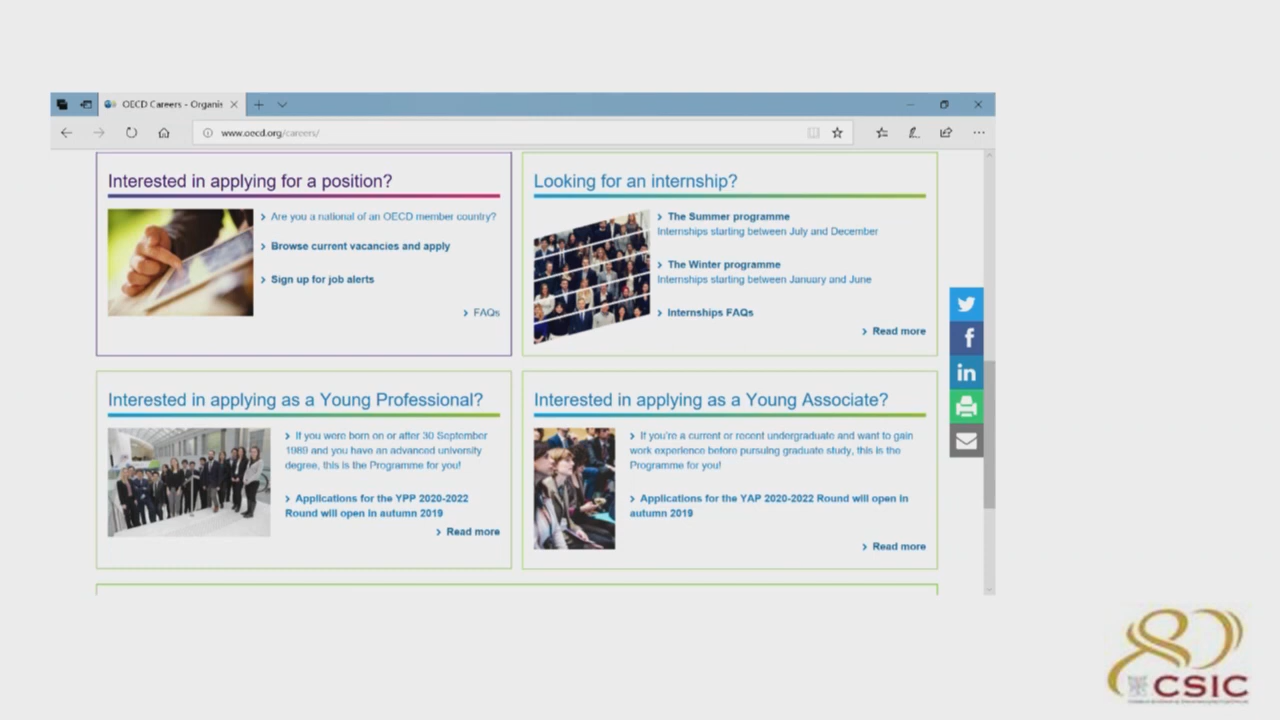 OECD Careers - Organis
www.oecd.org/careers/
Interested in applying for a position?
Are you a national of an OECD member country?
Browse current vacancies and apply
Sign up for job alerts
FAQs
Looking for an internship?
The Summer programme
Internships starting between July and December
The Winter programme
Internships starting between January and June
Internships FAQs
Read more
Interested in applying as a Young Professional?
If you were born on or after 30 September
1989 and you have an advanced university
degree, this is the Programme for you!
Applications for the YPP 2020-2022
Round will open in autumn 2019
Read more
Interested in applying as a Young Associate?
If you're a current or recent undergraduate and want to gain
work experience before pursuing graduate study, this is the
Programme for you!
Applications for the YAP 2020-2022 Round will open in
autumn 2019
Read more
80
CSIC